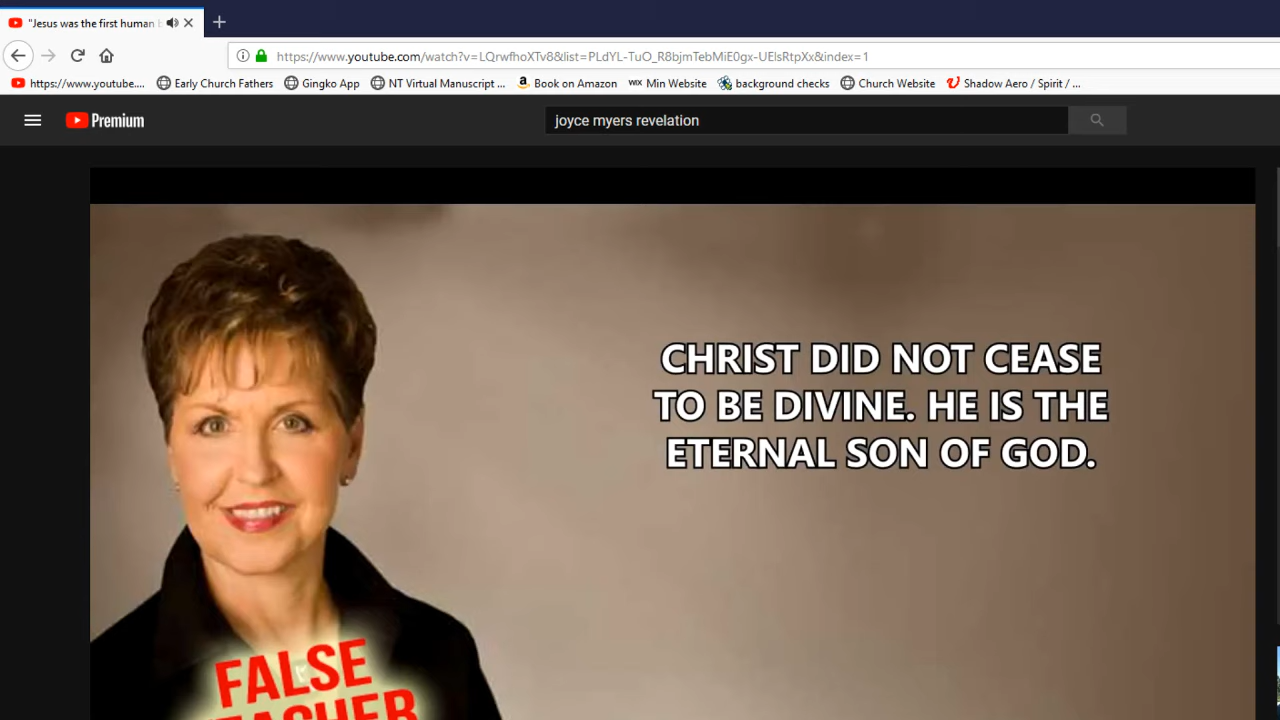 "Jesus was the first human b
https://www.youtube.com/watch?v=LQrwfhoXTv8&list=PLdYL-TuO_R8bjmTebMiE0gx-UElsRtpXx&index=1
https://www.youtube.... Early Church Fathers Gingko App NT Virtual Manuscript ... Book on Amazon WIX Min Website background checks Church Website Shadow Aero / Spirit / ...
Premium joyce myers revelation
CHRIST DID NOT CEASE
TO BE DIVINE. HE IS THE
ETERNAL SON OF GOD.
FALSE
TEACHER